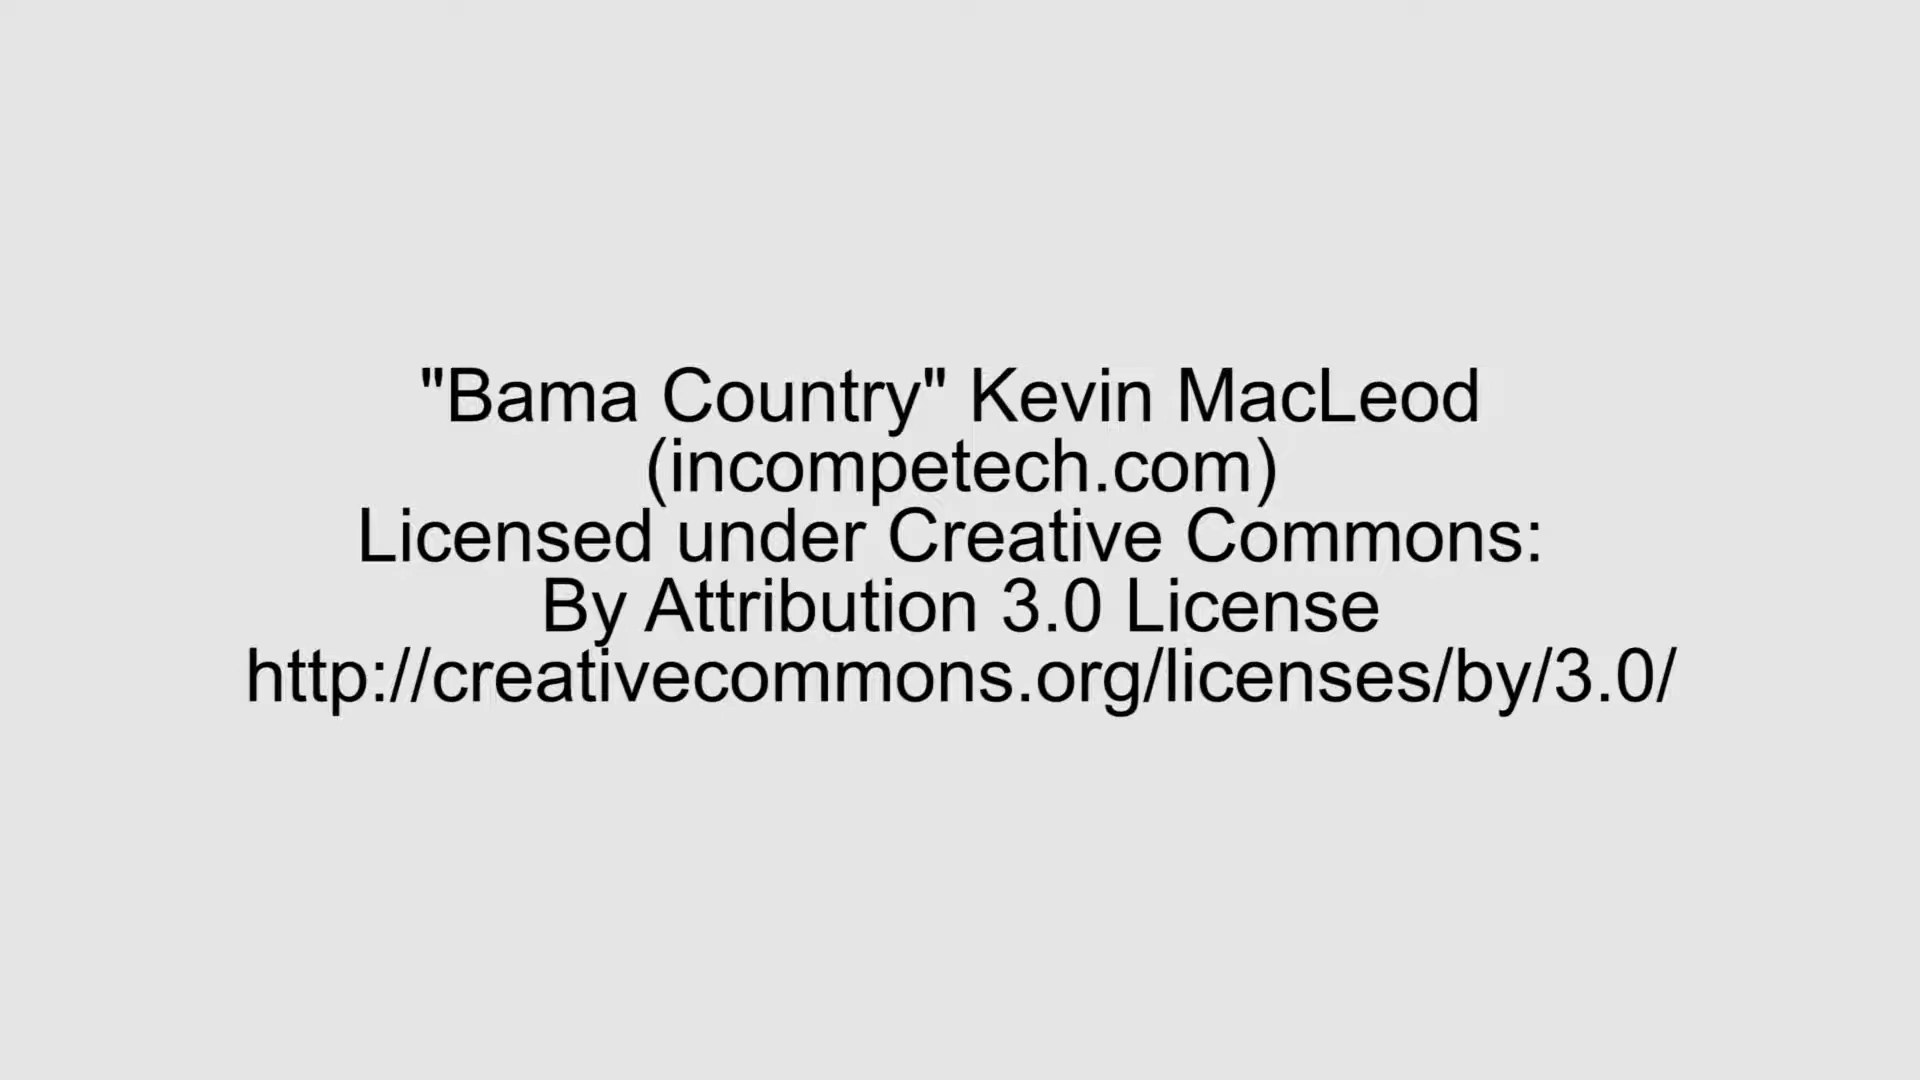 "Bama Country" Kevin MacLeod
(incompetech.com)
Licensed under Creative Commons:
By Attribution 3.0 License
http://creativecommons.org/licenses/by/3.0/